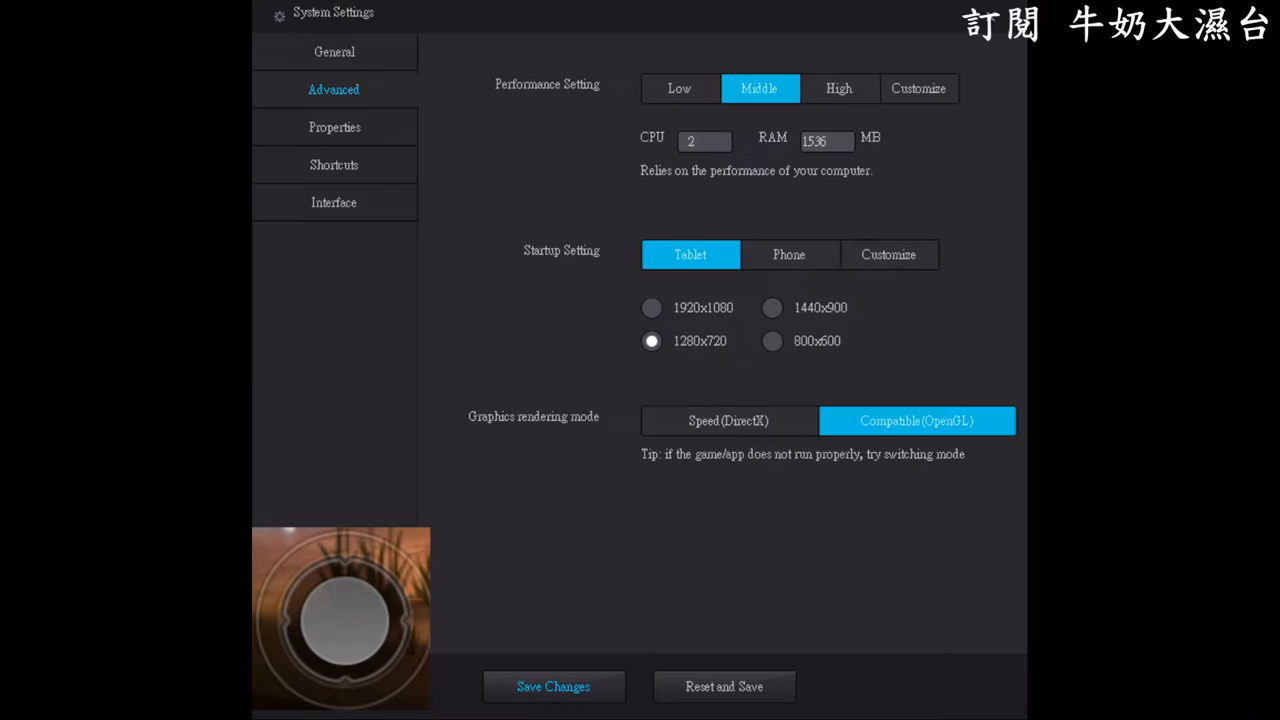 System Settings
訂閱 牛奶大濕台
General
Advanced
Properties
Shortcuts
Interface
Performance Setting
Low Middle High Customize
CPU 2 RAM 1536 MB
Relies on the performance of your computer.
Startup Setting
Tablet Phone Customize
1920x1080 1440x900
1280x720 800x600
Graphics rendering mode
Speed(DirectX) Compatible(OpenGL)
Tip: if the game/app does not run properly, try switching mode
Save Changes Reset and Save